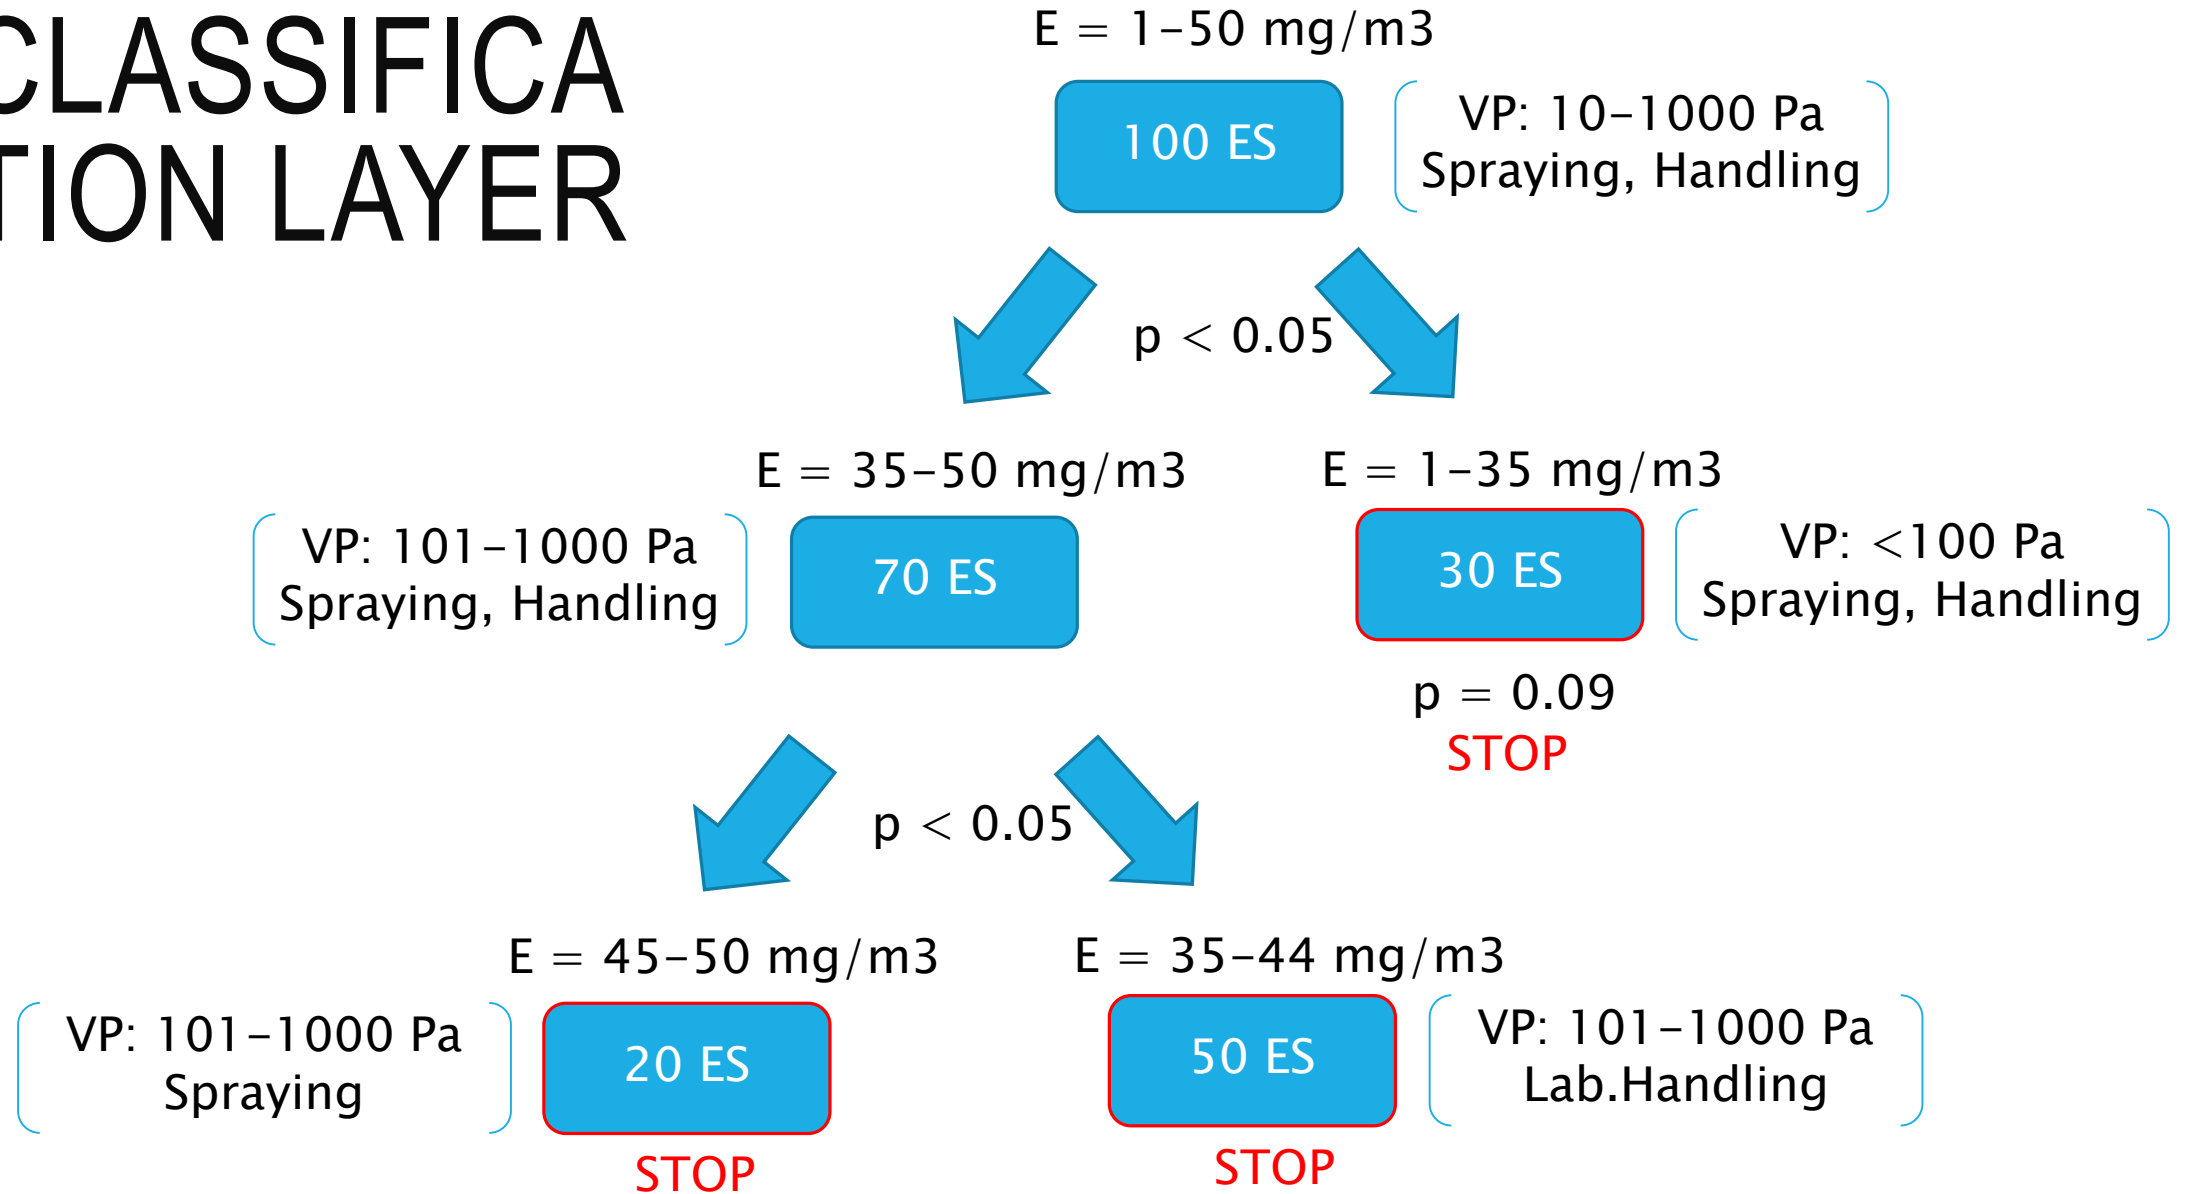 CLASSIFICA
TION LAYER
E = 1-50 mg/m3
100 ES
VP: 10-1000 Pa
Spraying, Handling
p < 0.05
E = 35-50 mg/m3
VP: 101-1000 Pa
Spraying, Handling
70 ES
E = 1-35 mg/m3
30 ES
VP: <100 Pa
Spraying, Handling
p = 0.09
STOP
p < 0.05
E = 45-50 mg/m3
VP: 101-1000 Pa
Spraying
20 ES
STOP
E = 35-44 mg/m3
50 ES
VP: 101-1000 Pa
Lab.Handling
STOP